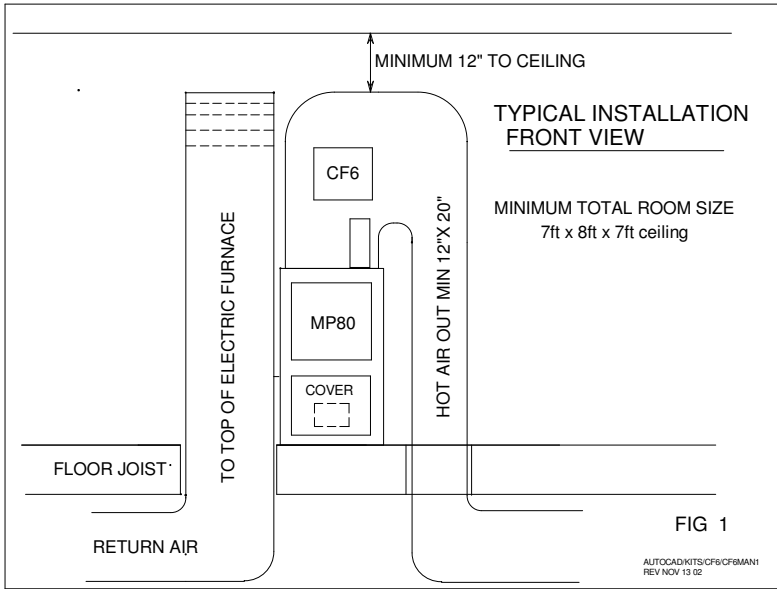 MINIMUM 12" TO CEILING
TYPICAL INSTALLATION
FRONT VIEW
CF6
MINIMUM TOTAL ROOM SIZE
7ft x 8ft x 7ft ceiling
TO TOP OF ELECTRIC FURNACE
HOT AIR OUT MIN 12"X 20"
MP80
COVER
FLOOR JOIST
RETURN AIR
FIG 1
AUTOCAD/KITS/CF6/CF6MAN1
REV NOV 13 02